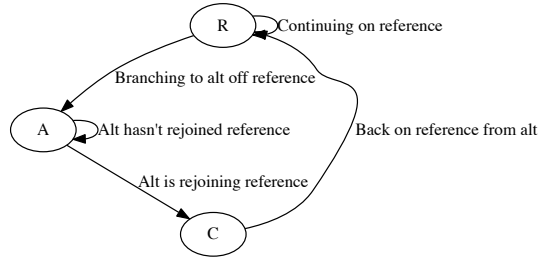 R
Continuing on reference
Branching to alt off reference
A
Alt hasn't rejoined reference
Back on reference from alt
Alt is rejoining reference
C